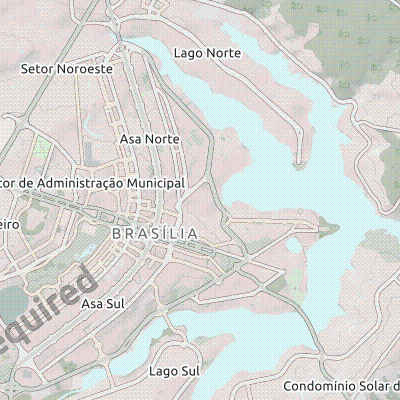 Lago Norte
Setor Noroeste
Asa Norte
tor de Administração Municipal
eiro
BRASÍLIA
equired
Asa Sul
Lago Sul
Condomínio Solar d